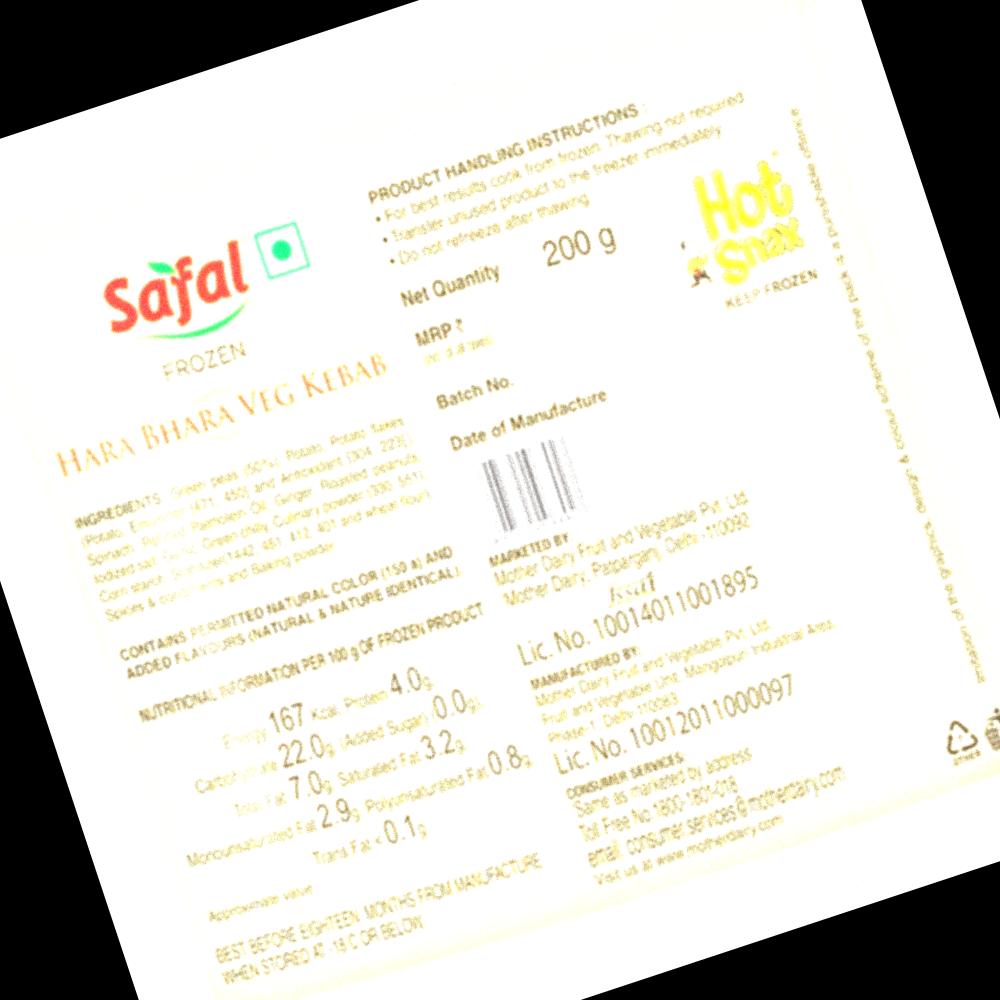 Safal
FROZEN
HARA BHARA VEG KEBAB
INGREDIENTS: Green peas (50%), Potato, Potato flakes
(Potato, Emulsifier (471, 450) and Antioxidant (304, 223)),
Spinach, Refined Palmolein Oil, Ginger, Roasted peanuts,
Iodized salt, Green chilly, Culinary powder (330, 551),
Corn starch, 1442, 461, 412, 401 and wheat flour),
Spices & condiments and Baking powder
CONTAINS PERMITTED NATURAL COLOR (150 a) AND
ADDED FLAVOURS (NATURAL & NATURE IDENTICAL).
NUTRITIONAL INFORMATION PER 100 g OF FROZEN PRODUCT
Energy 167 Kcal, Protein 4.0g,
Carbohydrate 22.0g (Added Sugar) (0.0g),
Total Fat 7.0g, Saturated Fat 3.2g,
Monounsaturated Fat 2.9g, Polyunsaturated Fat 0.8g,
Trans Fat < 0.1g
Approximate value
BEST BEFORE EIGHTEEN MONTHS FROM MANUFACTURE
WHEN STORED AT -18 C OR BELOW
PRODUCT HANDLING INSTRUCTIONS :
• For best results cook from frozen. Thawing not required
• Transfer unused product to the freezer immediately
• Do not refreeze after thawing
Net Quantity 200 g
MRP ₹
Batch No.
Date of Manufacture
MARKETED BY
Mother Dairy Fruit and Vegetable Pvt. Ltd.
Mother Dairy, Patparganj, Delhi -110092
fssai
Lic. No. 10014011001895
MANUFACTURED BY:
Mother Dairy Fruit and Vegetable Pvt. Ltd.
Fruit and Vegetable Unit, Mangolpuri Industrial Area,
Phase-1, Delhi 110083
Lic. No. 10012011000097
CONSUMER SERVICES
Same as marketed by address
Toll Free No 1800-1801-018
email: consumer.services@motherdairy.com
Visit us at www.motherdairy.com
Hot
Snax
KEEP FROZEN
Imitation of the graphics, design & colour scheme of the pack is a punishable offence